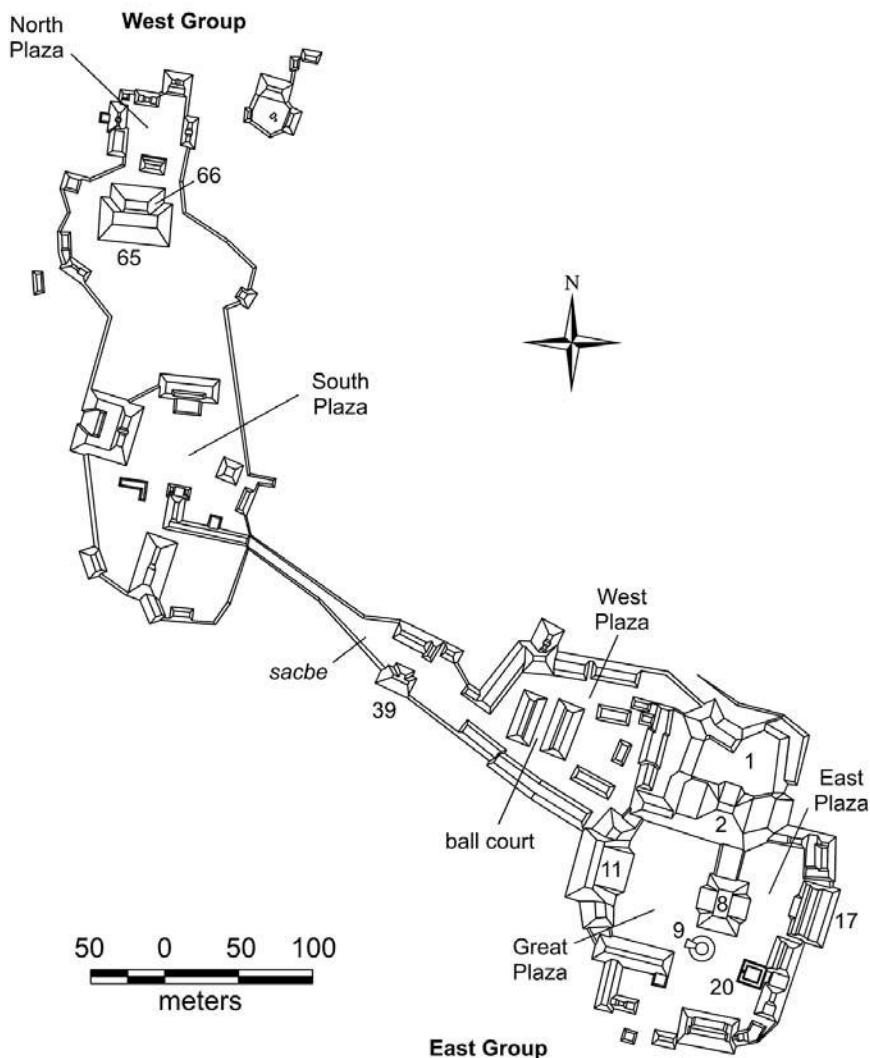 West Group
North
Plaza
4
66
65
N
South
Plaza
West
Plaza
sacbe
39
1
East
Plaza
2
ball court
11
8
17
9
Great
Plaza
20
50 0 50 100
meters
East Group